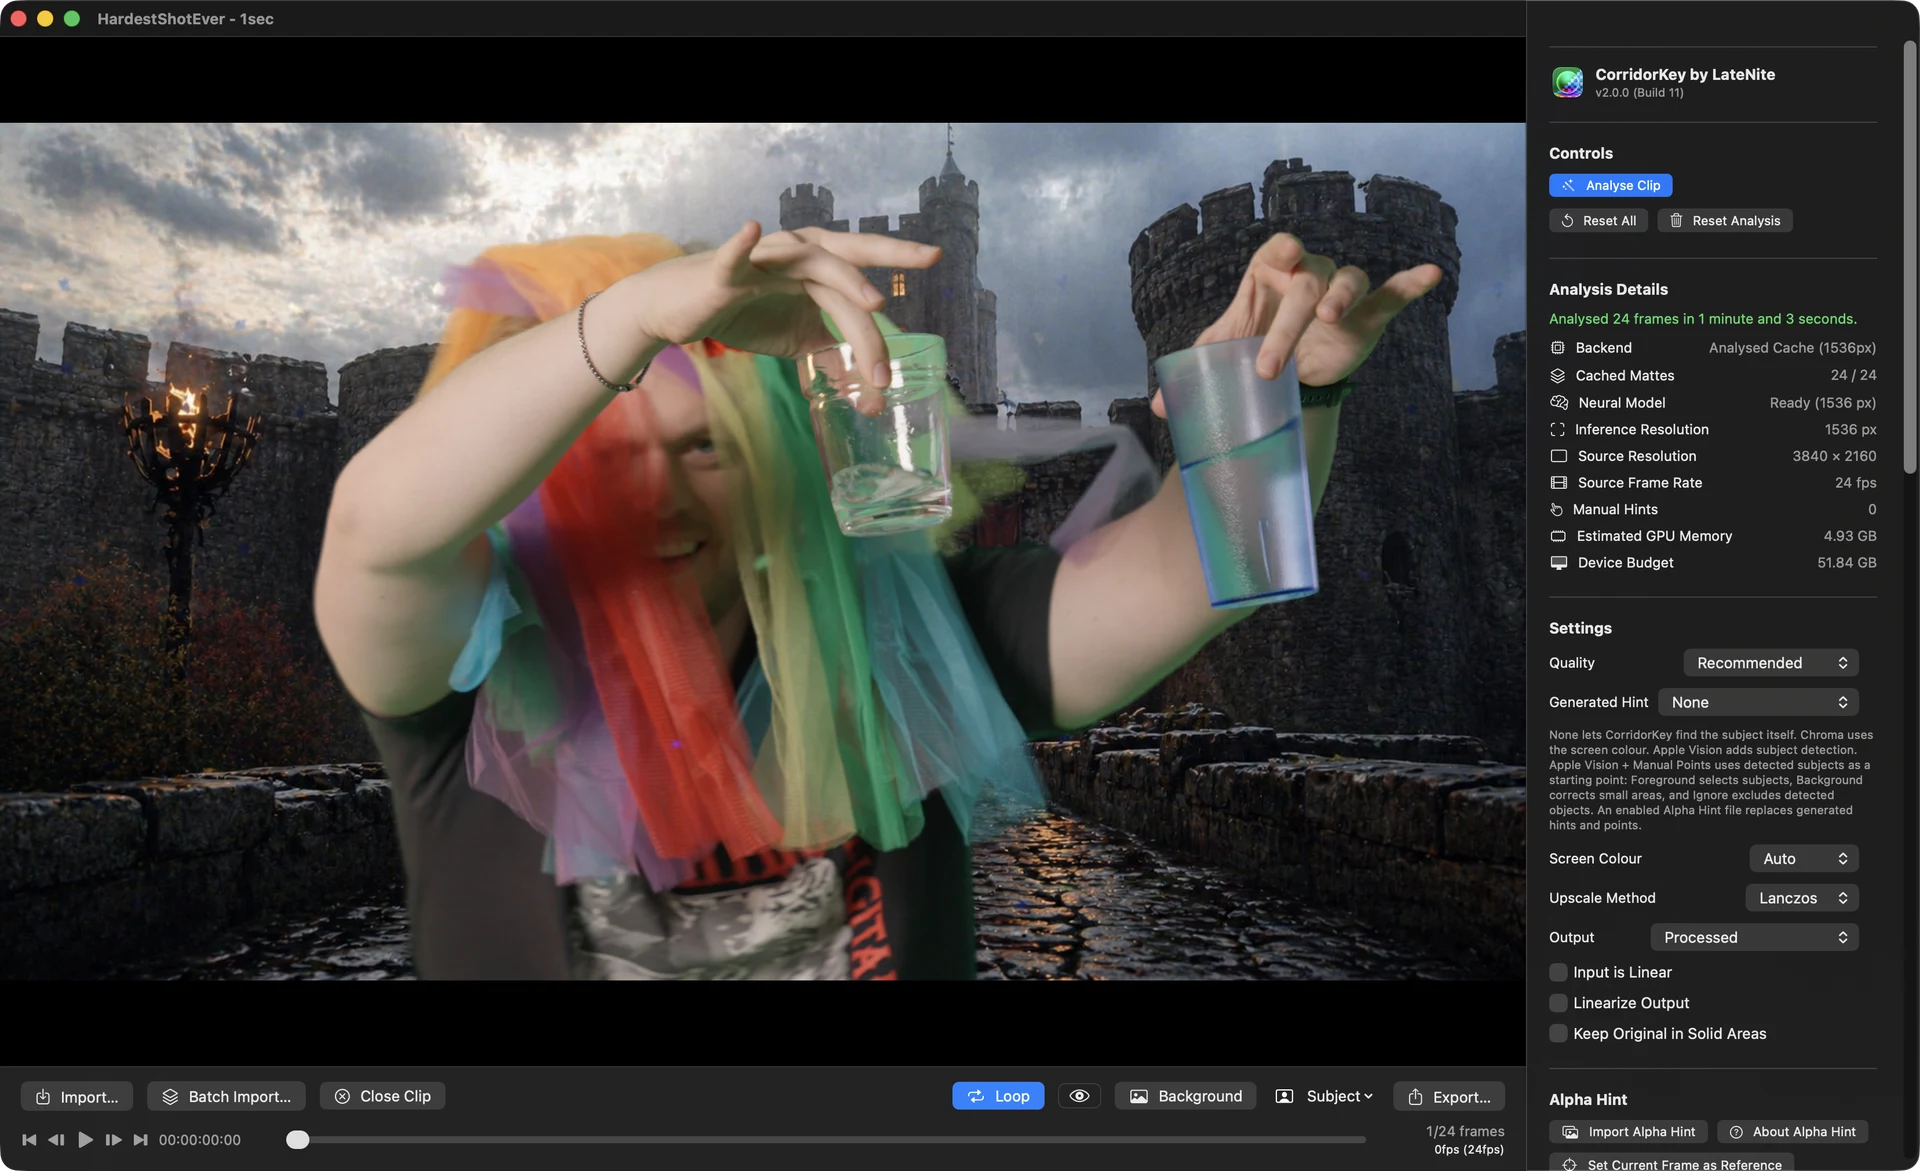 HardestShotEver - 1sec
CorridorKey by LateNite
v2.0.0 (Build 11)
Controls
Analyse Clip
Reset All
Reset Analysis
Analysis Details
Analysed 24 frames in 1 minute and 3 seconds.
Backend Analysed Cache (1536px)
Cached Mattes 24 / 24
Neural Model Ready (1536 px)
Inference Resolution 1536 px
Source Resolution 3840 × 2160
Source Frame Rate 24 fps
Manual Hints 0
Estimated GPU Memory 4.93 GB
Device Budget 51.84 GB
Settings
Quality Recommended
Generated Hint None
None lets CorridorKey find the subject itself. Chroma uses
the screen colour. Apple Vision adds subject detection.
Apple Vision + Manual Points uses detected subjects as a
starting point: Foreground selects subjects, Background
corrects small areas, and Ignore excludes detected
objects. An enabled Alpha Hint file replaces generated
hints and points.
Screen Colour Auto
Upscale Method Lanczos
Output Processed
Input is Linear
Linearize Output
Keep Original in Solid Areas
Alpha Hint
Import Alpha Hint
About Alpha Hint
Set Current Frame as Reference
Import...
Batch Import...
Close Clip
Loop
Background
Subject
Export...
00:00:00:00
1/24 frames
0fps (24fps)